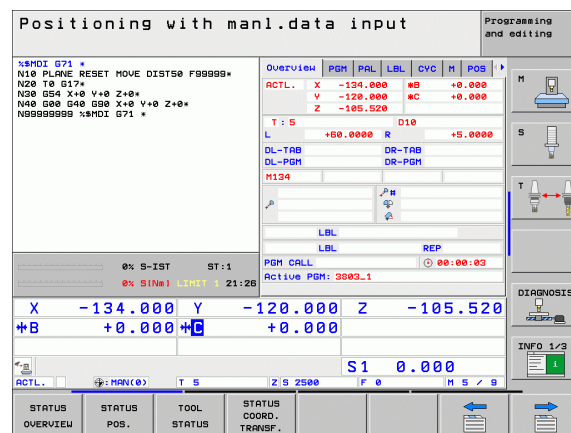 Positioning with manl.data input
Programming
and editing
%$MDI G71 *
N10 PLANE RESET MOVE DIST50 F99999*
N20 T0 G17*
N30 G54 X+0 Y+0 Z+0*
N40 G00 G40 G90 X+0 Y+0 Z+0*
N99999999 %$MDI G71 *
Overview PGM PAL LBL CYC M POS
ACTL. X -134.000 *B +0.000
Y -120.000 *C +0.000
Z -105.520
T : 5 D10
L +60.0000 R +5.0000
DL-TAB DR-TAB
DL-PGM DR-PGM
M134
P #
P
LBL
LBL REP
PGM CALL 00:00:03
Active PGM: 3803_1
0% S-IST ST:1
0% S[Nm] LIMIT 1 21:26
X -134.000 Y -120.000 Z -105.520
*B +0.000 *C +0.000
S1 0.000
ACTL. : MAN(0) T 5 Z S 2500 F 0 M 5 / 9
M
S
T
DIAGNOSIS
INFO 1/3
STATUS
OVERVIEW
STATUS
POS.
TOOL
STATUS
STATUS
COORD.
TRANSF.